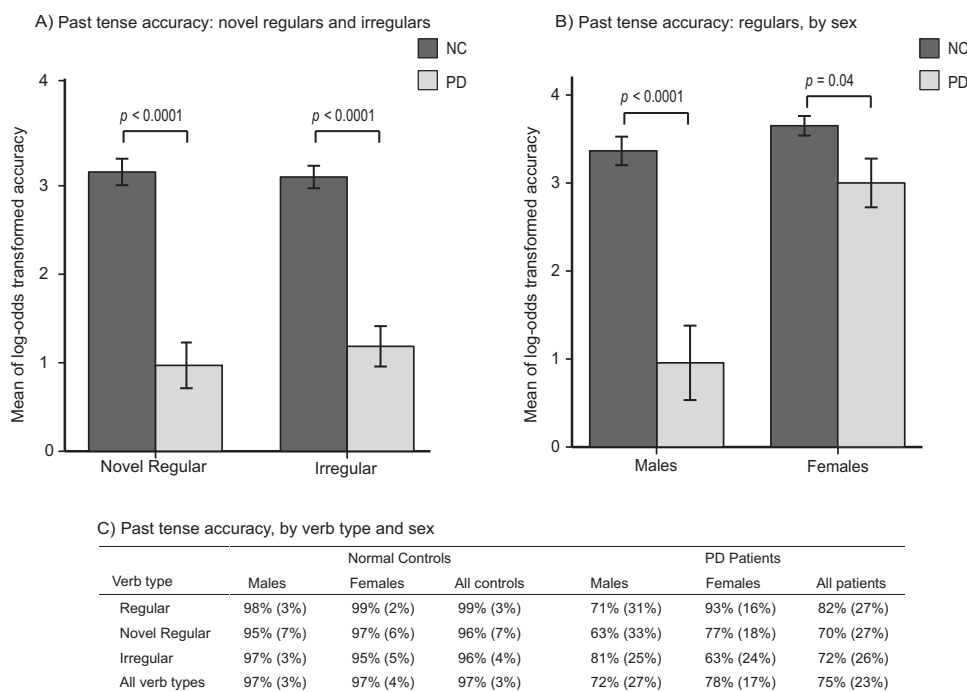 A) Past tense accuracy: novel regulars and irregulars
NC
PD
p < 0.0001
p < 0.0001
4
3
2
1
0
Mean of log-odds transformed accuracy
Novel Regular
Irregular
B) Past tense accuracy: regulars, by sex
NC
PD
p < 0.0001
p = 0.04
4
3
2
1
0
Mean of log-odds transformed accuracy
Males
Females
C) Past tense accuracy, by verb type and sex
Normal Controls PD Patients
Verb type Males Females All controls Males Females All patients
Regular 98% (3%) 99% (2%) 99% (3%) 71% (31%) 93% (16%) 82% (27%)
Novel Regular 95% (7%) 97% (6%) 96% (7%) 63% (33%) 77% (18%) 70% (27%)
Irregular 97% (3%) 95% (5%) 96% (4%) 81% (25%) 63% (24%) 72% (26%)
All verb types 97% (3%) 97% (4%) 97% (3%) 72% (27%) 78% (17%) 75% (23%)